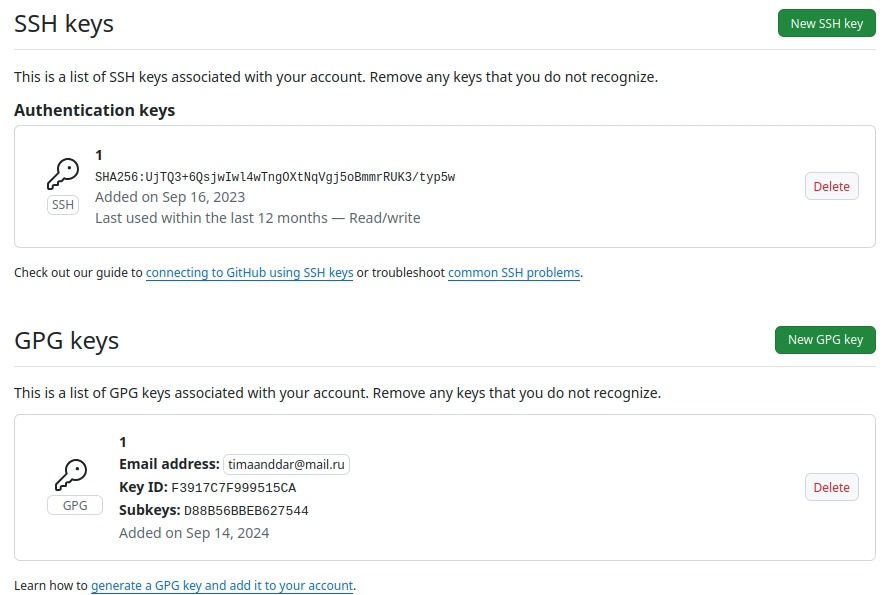 SSH keys
New SSH key
This is a list of SSH keys associated with your account. Remove any keys that you do not recognize.
Authentication keys
1
SHA256:UjTQ3+6QsjwIwl4wTngOXtNqVgj5oBmmrRUK3/typ5w
Added on Sep 16, 2023
Last used within the last 12 months — Read/write
SSH
Delete
Check out our guide to connecting to GitHub using SSH keys or troubleshoot common SSH problems.
GPG keys
New GPG key
This is a list of GPG keys associated with your account. Remove any keys that you do not recognize.
1
Email address: timaanddar@mail.ru
Key ID: F3917C7F999515CA
Subkeys: D88B56BBEB627544
Added on Sep 14, 2024
GPG
Delete
Learn how to generate a GPG key and add it to your account.